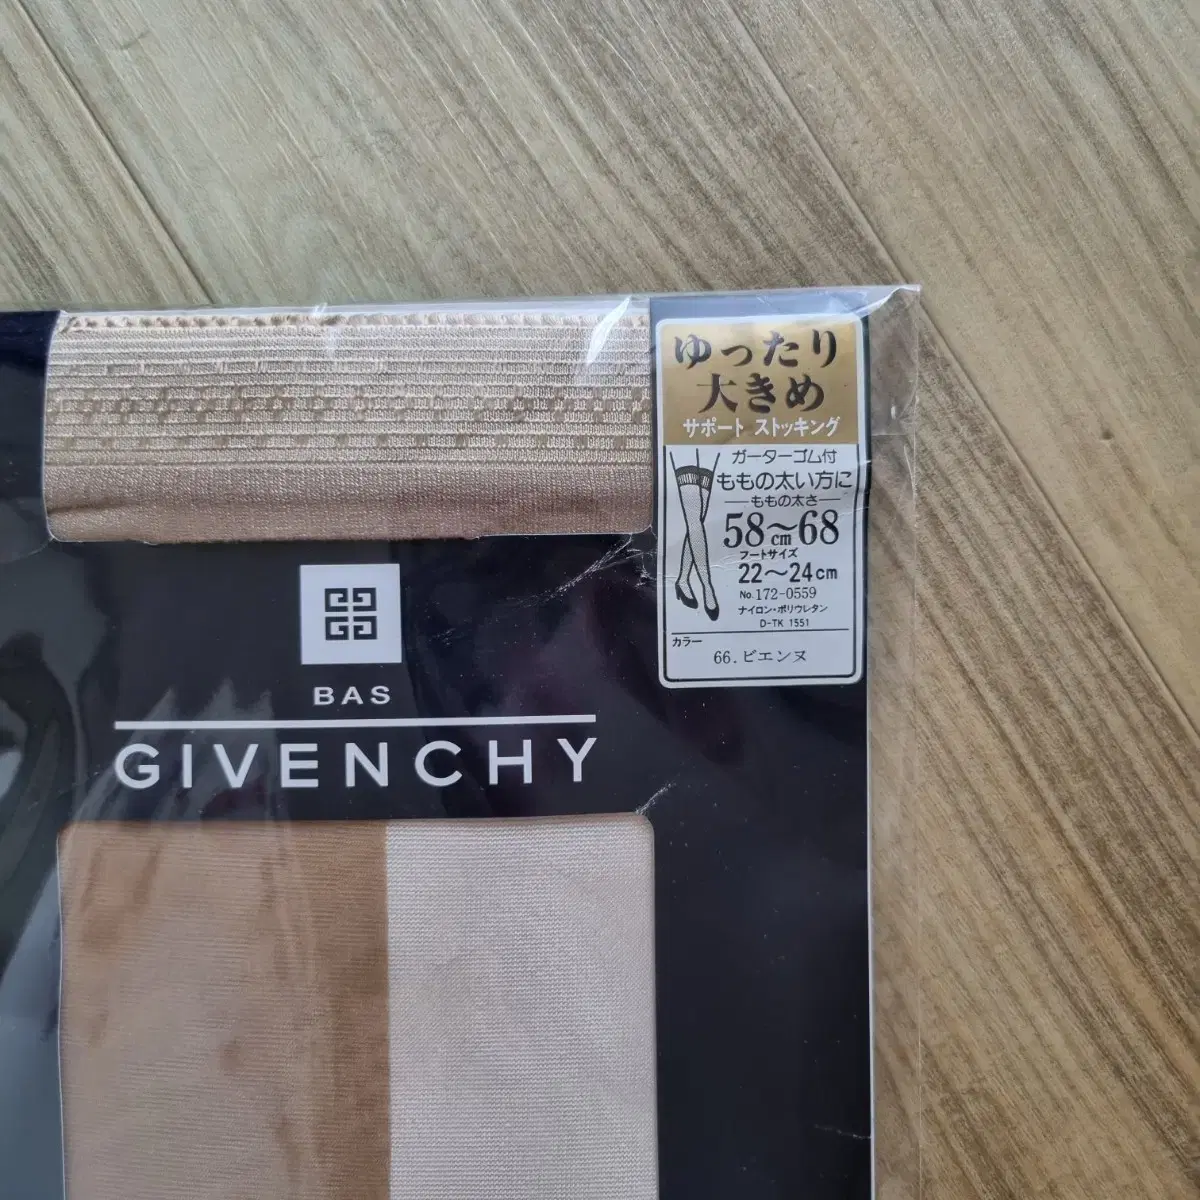 ゆったり
大きめ
サポート ストッキング
ガーターゴム付
ももの太い方に
ももの太さ
58〜68
cm
フートサイズ
22〜24cm
No.172-0559
ナイロン・ポリウレタン
D-TK 1551
カラー
66.ビエンヌ
BAS
GIVENCHY